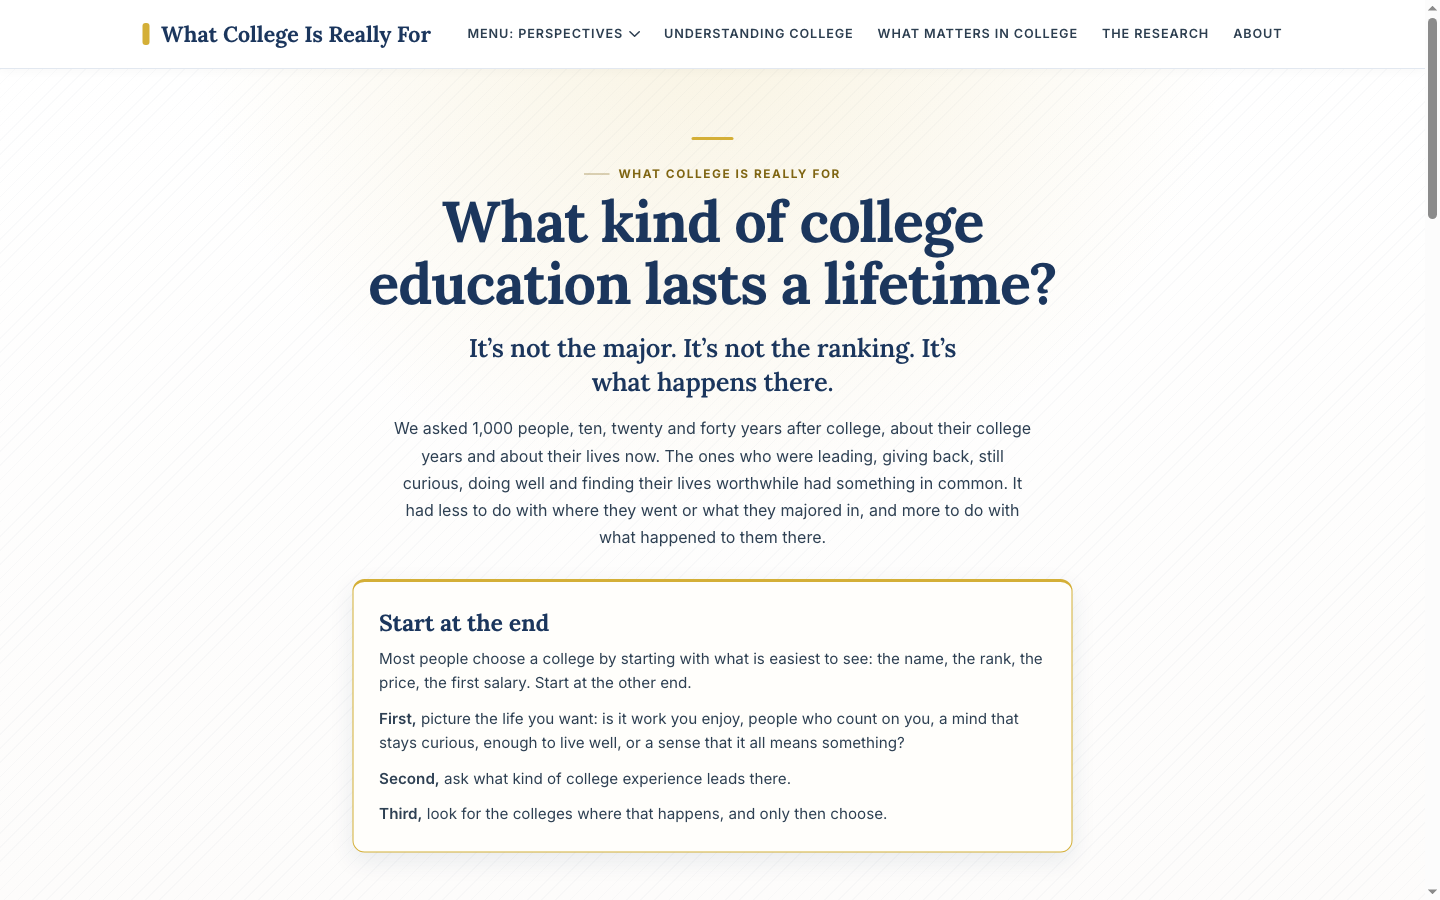 What College Is Really For
MENU: PERSPECTIVES
UNDERSTANDING COLLEGE
WHAT MATTERS IN COLLEGE
THE RESEARCH
ABOUT
WHAT COLLEGE IS REALLY FOR
What kind of college
education lasts a lifetime?
It’s not the major. It’s not the ranking. It’s
what happens there.
We asked 1,000 people, ten, twenty and forty years after college, about their college
years and about their lives now. The ones who were leading, giving back, still
curious, doing well and finding their lives worthwhile had something in common. It
had less to do with where they went or what they majored in, and more to do with
what happened to them there.
Start at the end
Most people choose a college by starting with what is easiest to see: the name, the rank, the
price, the first salary. Start at the other end.
First, picture the life you want: is it work you enjoy, people who count on you, a mind that
stays curious, enough to live well, or a sense that it all means something?
Second, ask what kind of college experience leads there.
Third, look for the colleges where that happens, and only then choose.